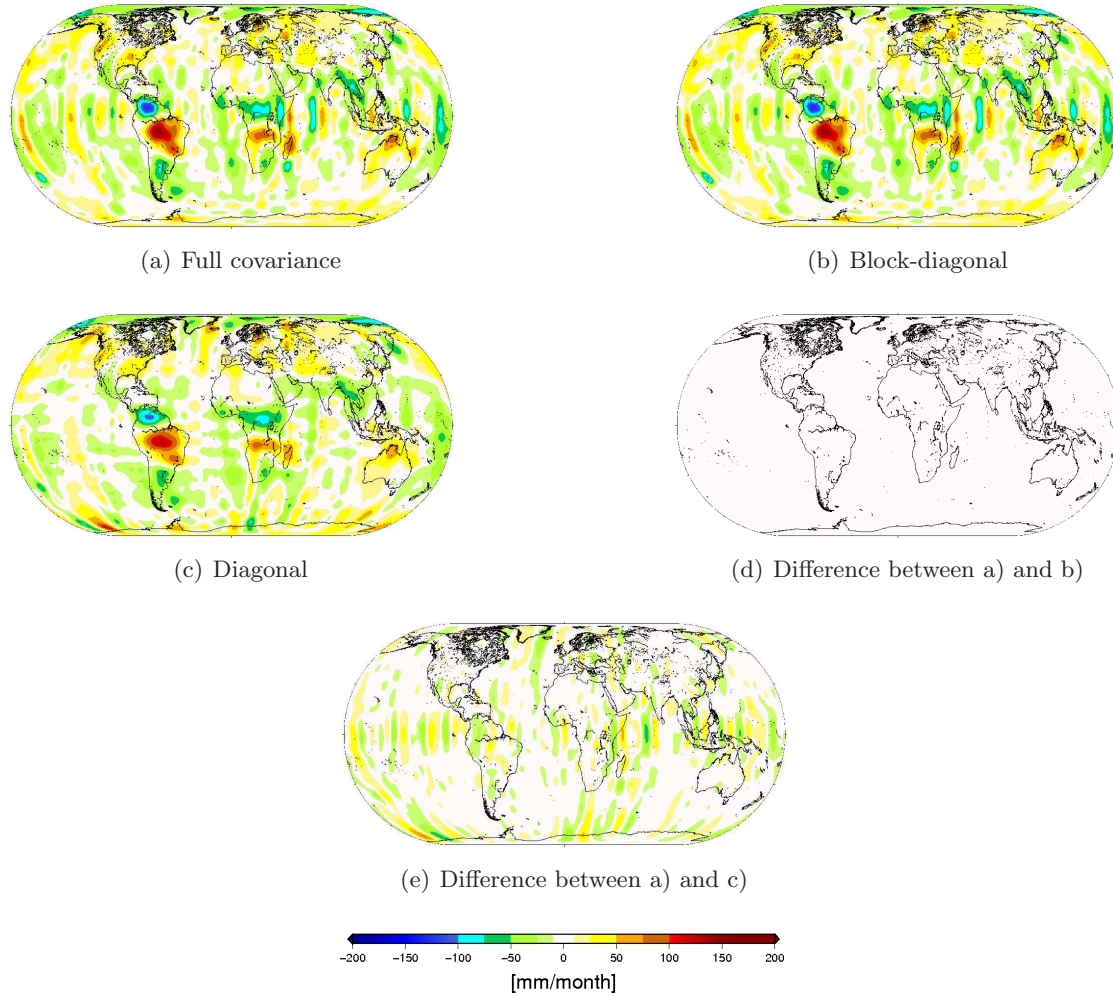 (a) Full covariance
(b) Block-diagonal
(c) Diagonal
(d) Difference between a) and b)
(e) Difference between a) and c)
−200 −150 −100 −50 0 50 100 150 200
[mm/month]